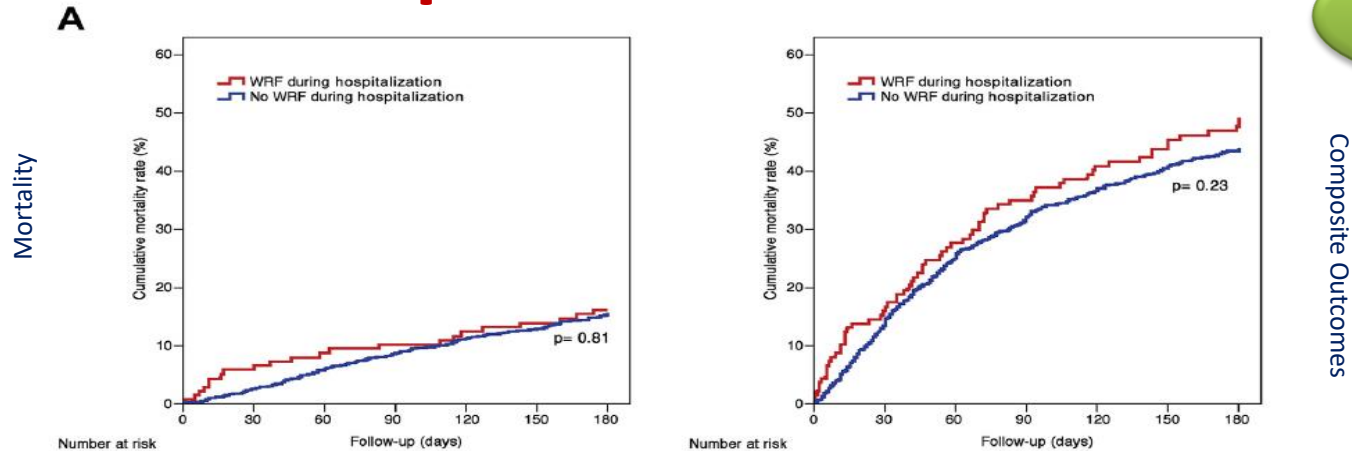 A
Mortality
Cumulative mortality rate (%)
60
50
40
30
20
10
0
WRF during hospitalization
No WRF during hospitalization
p= 0.81
0 30 60 90 120 150 180
Number at risk
Follow-up (days)
Cumulative mortality rate (%)
60
50
40
30
20
10
0
WRF during hospitalization
No WRF during hospitalization
p= 0.23
0 30 60 90 120 150 180
Number at risk
Follow-up (days)
Composite Outcomes